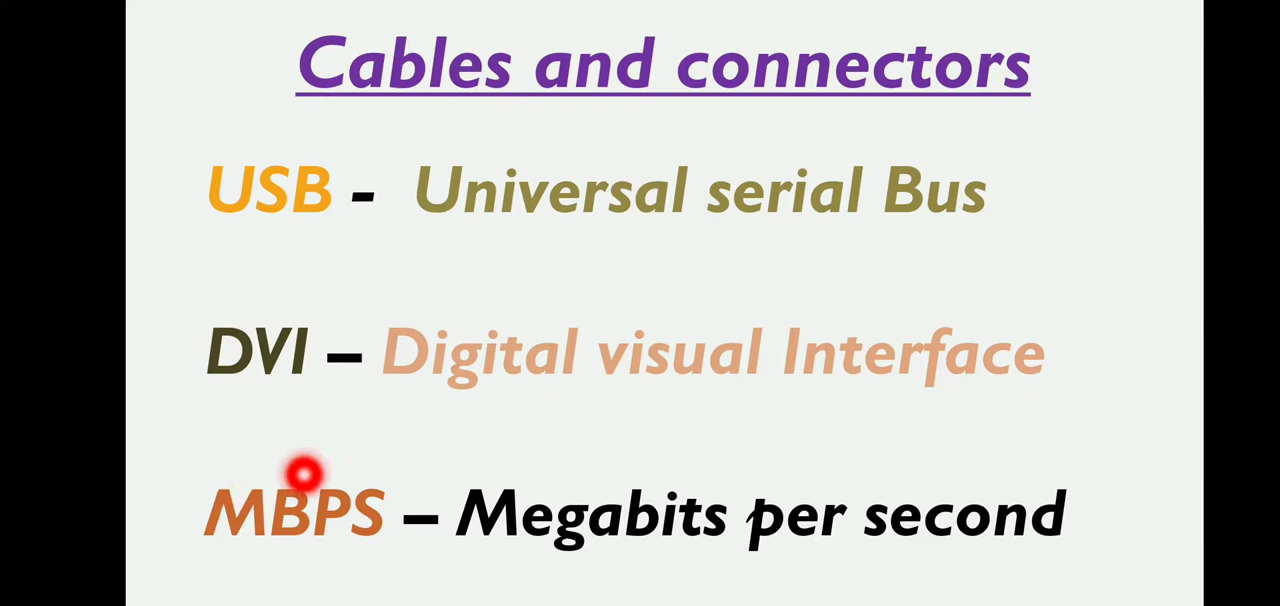 Cables and connectors
USB - Universal serial Bus
DVI – Digital visual Interface
MBPS – Megabits per second